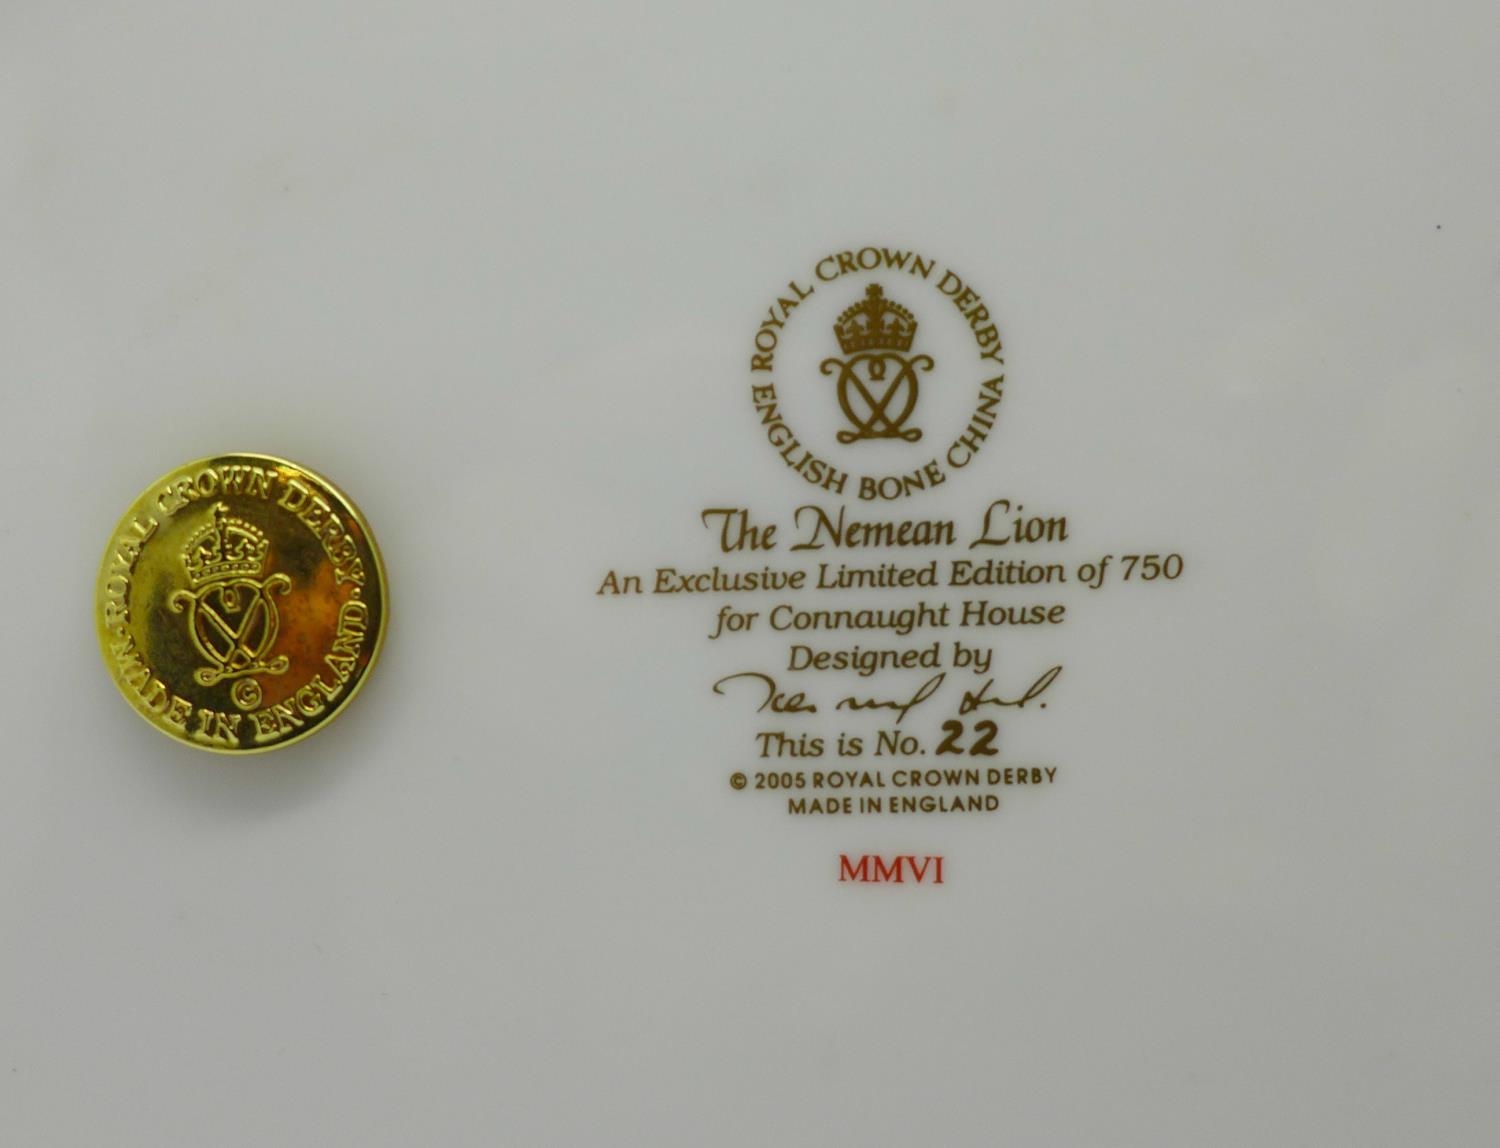 ·ROYAL CROWN DERBY·
MADE IN ENGLAND
©
ROYAL CROWN DERBY
ENGLISH BONE CHINA
The Nemean Lion
An Exclusive Limited Edition of 750
for Connaught House
Designed by
This is No. 22
© 2005 ROYAL CROWN DERBY
MADE IN ENGLAND
MMVI